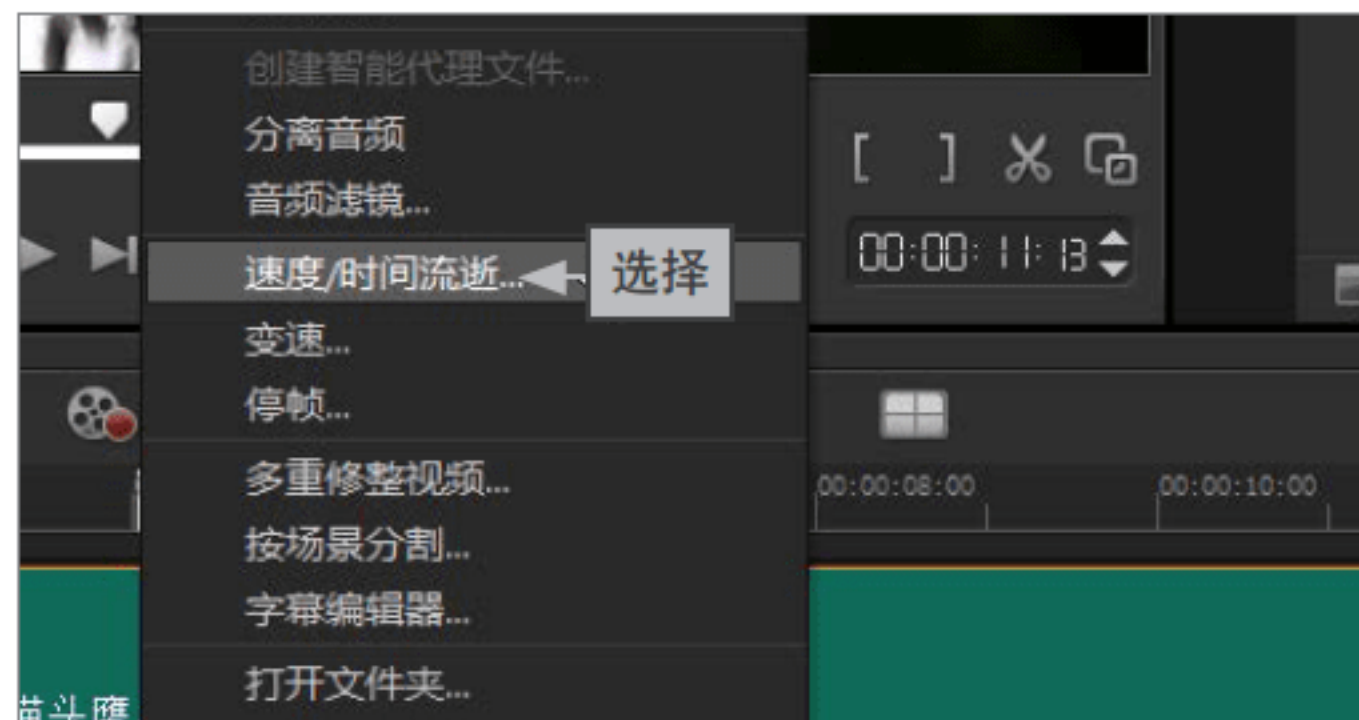 创建智能代理文件...
分离音频
音频滤镜...
[ ]
00:00:11:13
速度/时间流逝...
选择
变速...
停帧...
00:00:08:00
00:00:10:00
多重修整视频...
按场景分割...
字幕编辑器...
打开文件夹...
猫头鹰